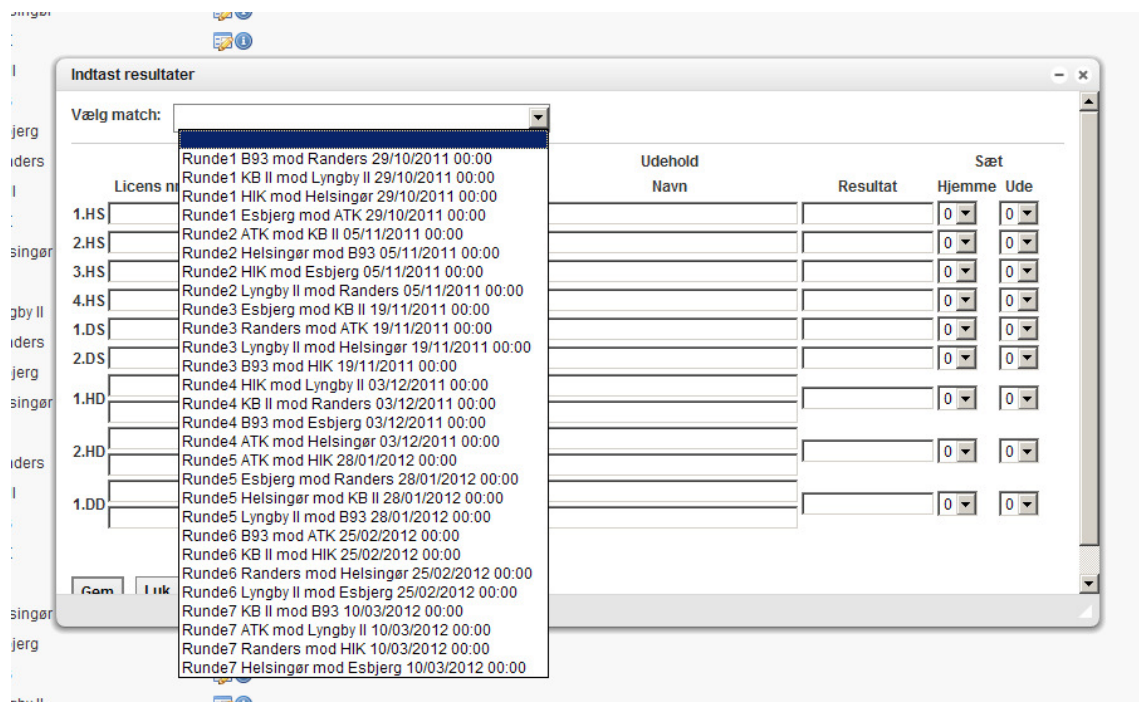 Indtast resultater
Vælg match:
Runde1 B93 mod Randers 29/10/2011 00:00
Runde1 KB II mod Lyngby II 29/10/2011 00:00
Runde1 HIK mod Helsingør 29/10/2011 00:00
Runde1 Esbjerg mod ATK 29/10/2011 00:00
Runde2 ATK mod KB II 05/11/2011 00:00
Runde2 Helsingør mod B93 05/11/2011 00:00
Runde2 HIK mod Esbjerg 05/11/2011 00:00
Runde2 Lyngby II mod Randers 05/11/2011 00:00
Runde3 Esbjerg mod KB II 19/11/2011 00:00
Runde3 Randers mod ATK 19/11/2011 00:00
Runde3 Lyngby II mod Helsingør 19/11/2011 00:00
Runde3 B93 mod HIK 19/11/2011 00:00
Runde4 HIK mod Lyngby II 03/12/2011 00:00
Runde4 KB II mod Randers 03/12/2011 00:00
Runde4 B93 mod Esbjerg 03/12/2011 00:00
Runde4 ATK mod Helsingør 03/12/2011 00:00
Runde5 ATK mod HIK 28/01/2012 00:00
Runde5 Esbjerg mod Randers 28/01/2012 00:00
Runde5 Helsingør mod KB II 28/01/2012 00:00
Runde5 Lyngby II mod B93 28/01/2012 00:00
Runde6 B93 mod ATK 25/02/2012 00:00
Runde6 KB II mod HIK 25/02/2012 00:00
Runde6 Randers mod Helsingør 25/02/2012 00:00
Runde6 Lyngby II mod Esbjerg 25/02/2012 00:00
Runde7 KB II mod B93 10/03/2012 00:00
Runde7 ATK mod Lyngby II 10/03/2012 00:00
Runde7 Randers mod HIK 10/03/2012 00:00
Runde7 Helsingør mod Esbjerg 10/03/2012 00:00
Udehold Sæt
Licens Navn Resultat Hjemme Ude
1.HS 0 0
2.HS 0 0
3.HS 0 0
4.HS 0 0
1.DS 0 0
2.DS 0 0
1.HD 0 0
2.HD 0 0
1.DD 0 0
Gem Luk